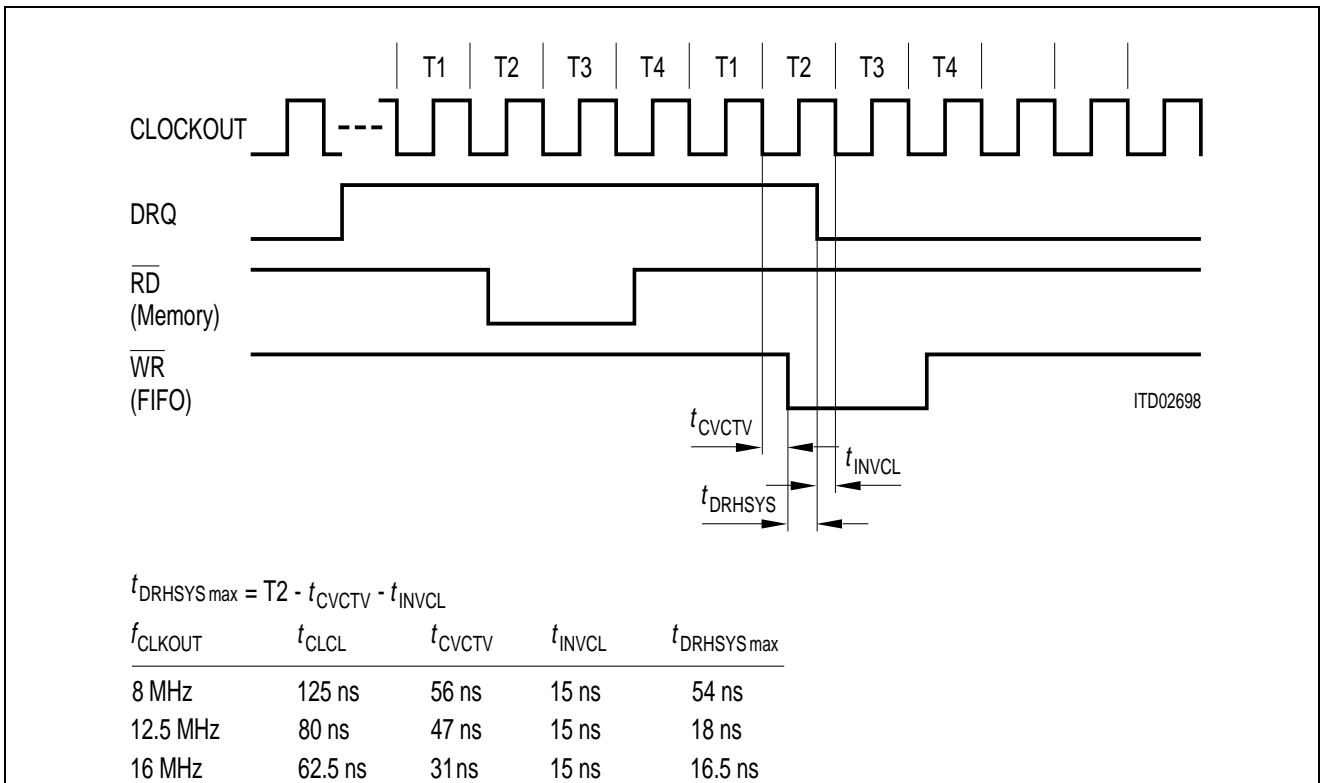 T1 T2 T3 T4 T1 T2 T3 T4
CLOCKOUT
DRQ
RD
(Memory)
WR
(FIFO)
ITD02698
tCVCTV
tINVCL
tDRHSYS
tDRHSYS max = T2 - tCVCTV - tINVCL
fCLKOUT tCLCL tCVCTV tINVCL tDRHSYS max
8 MHz 125 ns 56 ns 15 ns 54 ns
12.5 MHz 80 ns 47 ns 15 ns 18 ns
16 MHz 62.5 ns 31 ns 15 ns 16.5 ns